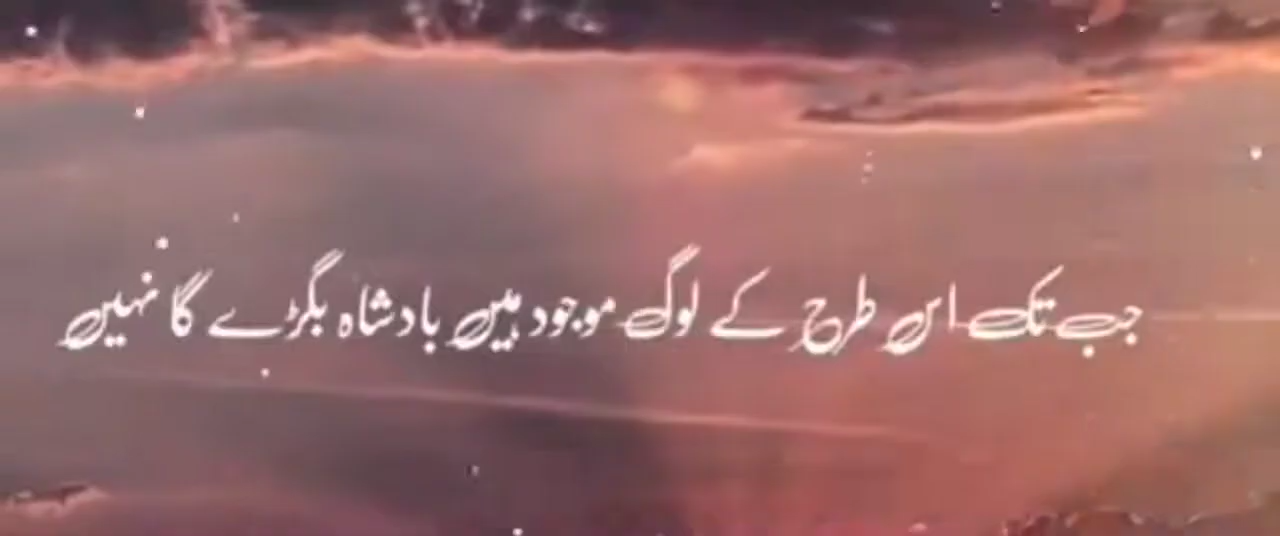 جب تک اس طرح کے لوگ موجود ہیں بادشاہ بگڑے گا نہیں